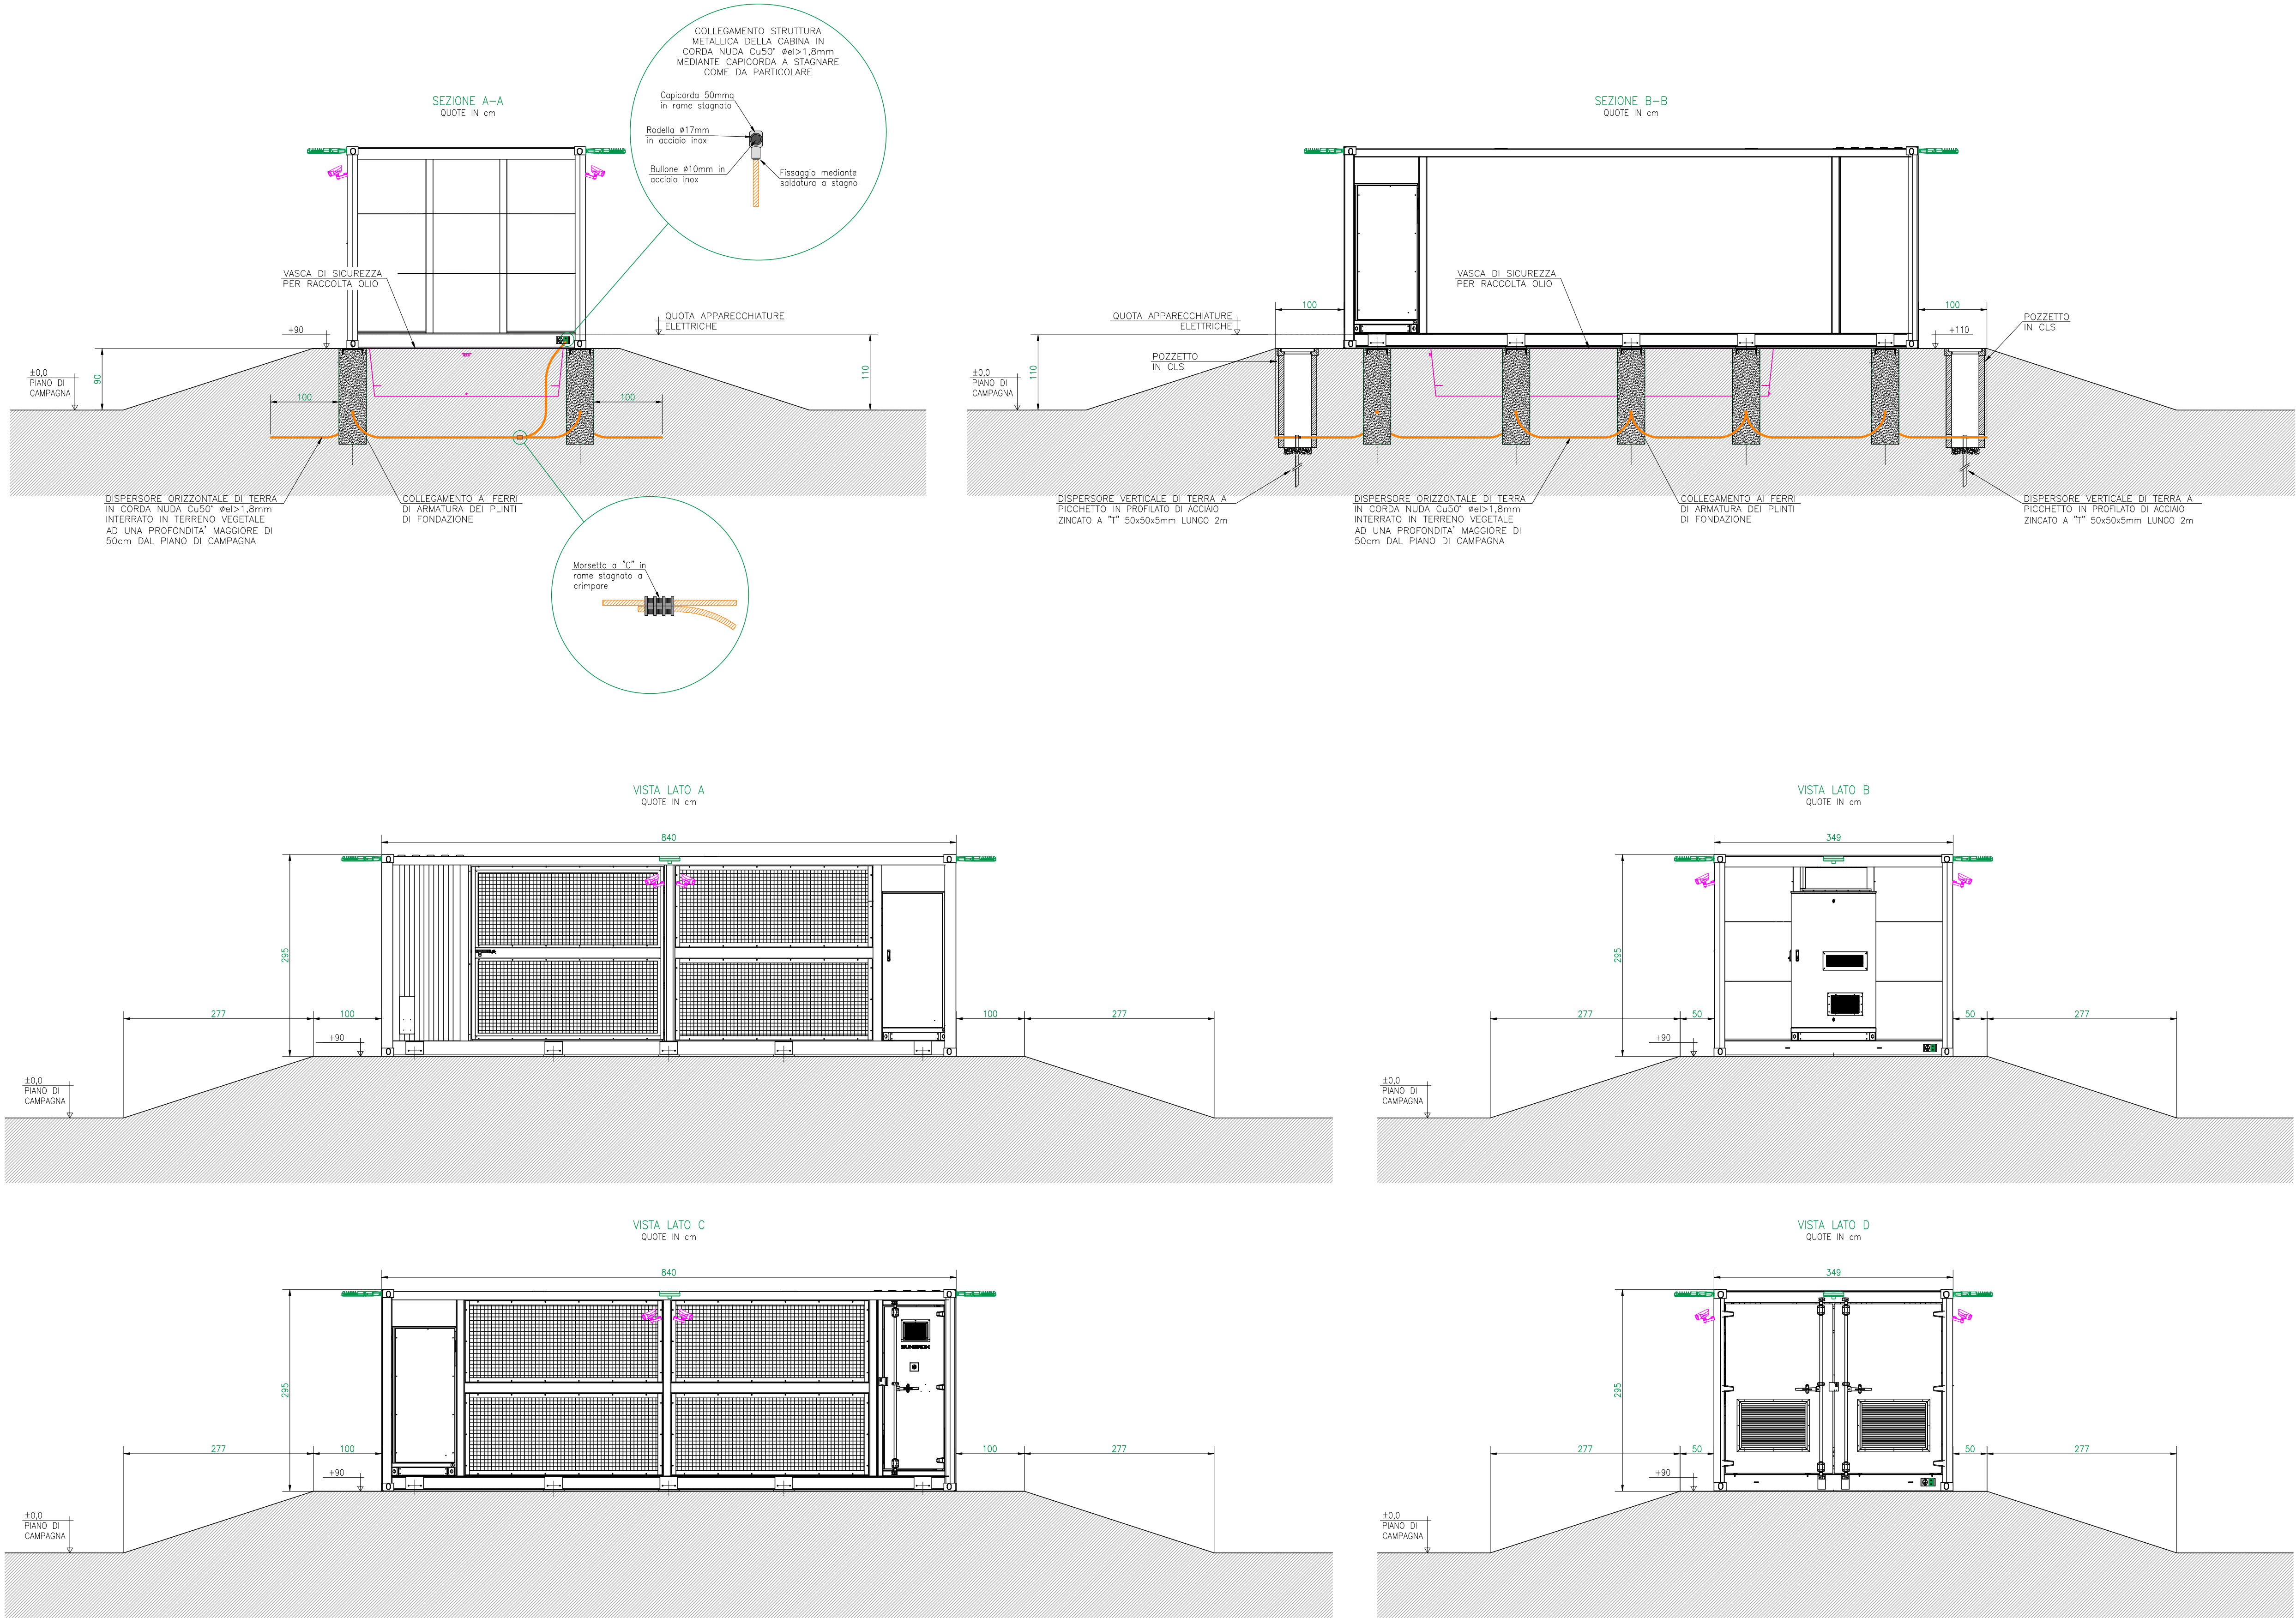 COLLEGAMENTO STRUTTURA
METALLICA DELLA CABINA IN
CORDA NUDA Cu50" Øel>1,8mm
MEDIANTE CAPICORDA A STAGNARE
COME DA PARTICOLARE
Capicorda 50mmq
in rame stagnato
Rodella Ø17mm
in acciaio inox
Bullone Ø10mm in
acciaio inox
Fissaggio mediante
saldatura a stagno
SEZIONE A-A
QUOTE IN cm
VASCA DI SICUREZZA
PER RACCOLTA OLIO
+90
QUOTA APPARECCHIATURE
ELETTRICHE
±0,0
PIANO DI
CAMPAGNA
90
110
100
100
DISPERSORE ORIZZONTALE DI TERRA
IN CORDA NUDA Cu50" Øel>1,8mm
INTERRATO IN TERRENO VEGETALE
AD UNA PROFONDITA' MAGGIORE DI
50cm DAL PIANO DI CAMPAGNA
COLLEGAMENTO AI FERRI
DI ARMATURA DEI PLINTI
DI FONDAZIONE
Morsetto a "C" in
rame stagnato a
crimpare
SEZIONE B-B
QUOTE IN cm
VASCA DI SICUREZZA
PER RACCOLTA OLIO
100
100
QUOTA APPARECCHIATURE
ELETTRICHE
POZZETTO
IN CLS
+110
POZZETTO
IN CLS
±0,0
PIANO DI
CAMPAGNA
110
DISPERSORE VERTICALE DI TERRA A
PICCHETTO IN PROFILATO DI ACCIAIO
ZINCATO A "T" 50x50x5mm LUNGO 2m
DISPERSORE ORIZZONTALE DI TERRA
IN CORDA NUDA Cu50" Øel>1,8mm
INTERRATO IN TERRENO VEGETALE
AD UNA PROFONDITA' MAGGIORE DI
50cm DAL PIANO DI CAMPAGNA
COLLEGAMENTO AI FERRI
DI ARMATURA DEI PLINTI
DI FONDAZIONE
DISPERSORE VERTICALE DI TERRA A
PICCHETTO IN PROFILATO DI ACCIAIO
ZINCATO A "T" 50x50x5mm LUNGO 2m
VISTA LATO A
QUOTE IN cm
840
295
277
100
100
277
+90
±0,0
PIANO DI
CAMPAGNA
VISTA LATO B
QUOTE IN cm
349
295
277
50
50
277
+90
±0,0
PIANO DI
CAMPAGNA
VISTA LATO C
QUOTE IN cm
840
295
277
100
100
277
+90
±0,0
PIANO DI
CAMPAGNA
VISTA LATO D
QUOTE IN cm
349
295
277
50
50
277
+90
±0,0
PIANO DI
CAMPAGNA